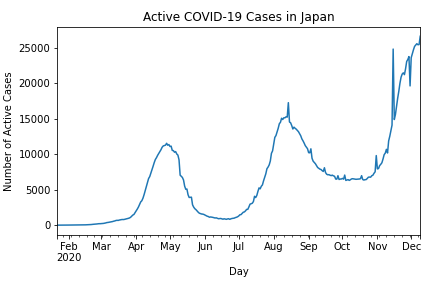 Active COVID-19 Cases in Japan
Number of Active Cases
25000
20000
15000
10000
5000
0
Feb Mar Apr May Jun Jul Aug Sep Oct Nov Dec
2020
Day